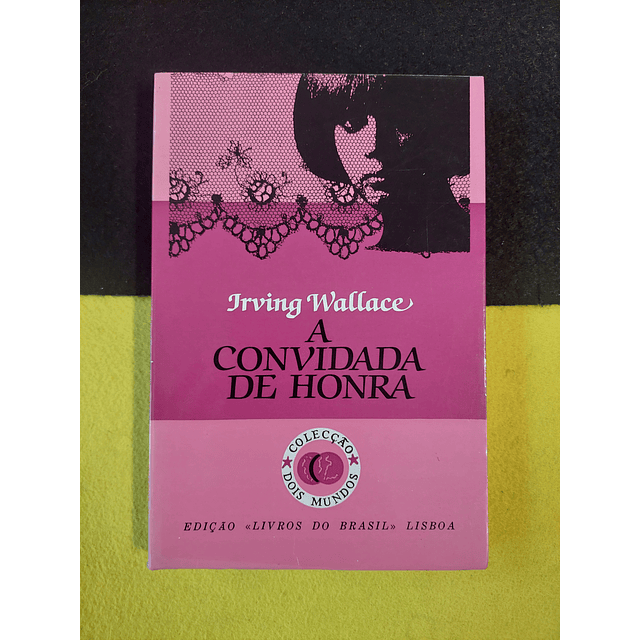 Irving Wallace
A
CONVIDADA
DE HONRA
COLECÇÃO
DOIS MUNDOS
EDIÇÃO «LIVROS DO BRASIL» LISBOA